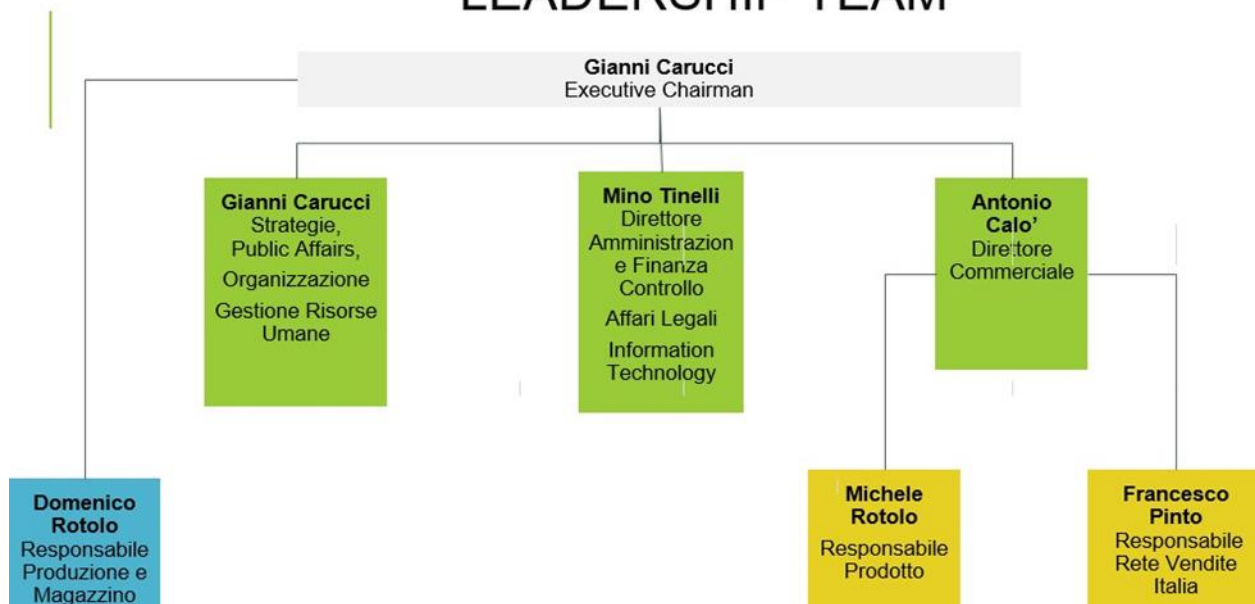 LEADERSHIP TEAM
Gianni Carucci
Executive Chairman
Gianni Carucci
Strategie,
Public Affairs,
Organizzazione
Gestione Risorse
Umane
Mino Tinelli
Direttore
Amministrazion
e Finanza
Controllo
Affari Legali
Information
Technology
Antonio
Calo’
Direttore
Commerciale
Domenico
Rotolo
Responsabile
Produzione e
Magazzino
Michele
Rotolo
Responsabile
Prodotto
Francesco
Pinto
Responsabile
Rete Vendite
Italia